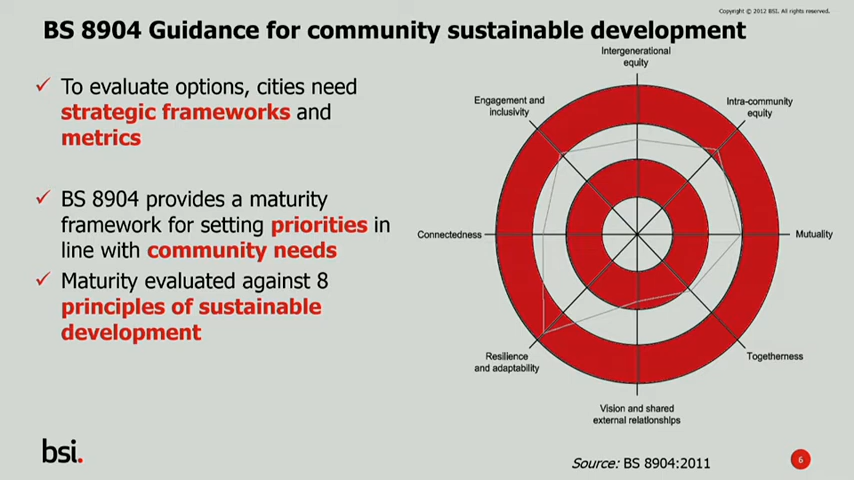 Copyright © 2012 BSI. All rights reserved.
BS 8904 Guidance for community sustainable development
To evaluate options, cities need
strategic frameworks and
metrics
BS 8904 provides a maturity
framework for setting priorities in
line with community needs
Maturity evaluated against 8
principles of sustainable
development
Intergenerational
equity
Engagement and
inclusivity
Intra-community
equity
Connectedness
Mutuality
Resilience
and adaptability
Togetherness
Vision and shared
external relationships
bsi.
Source: BS 8904:2011
6